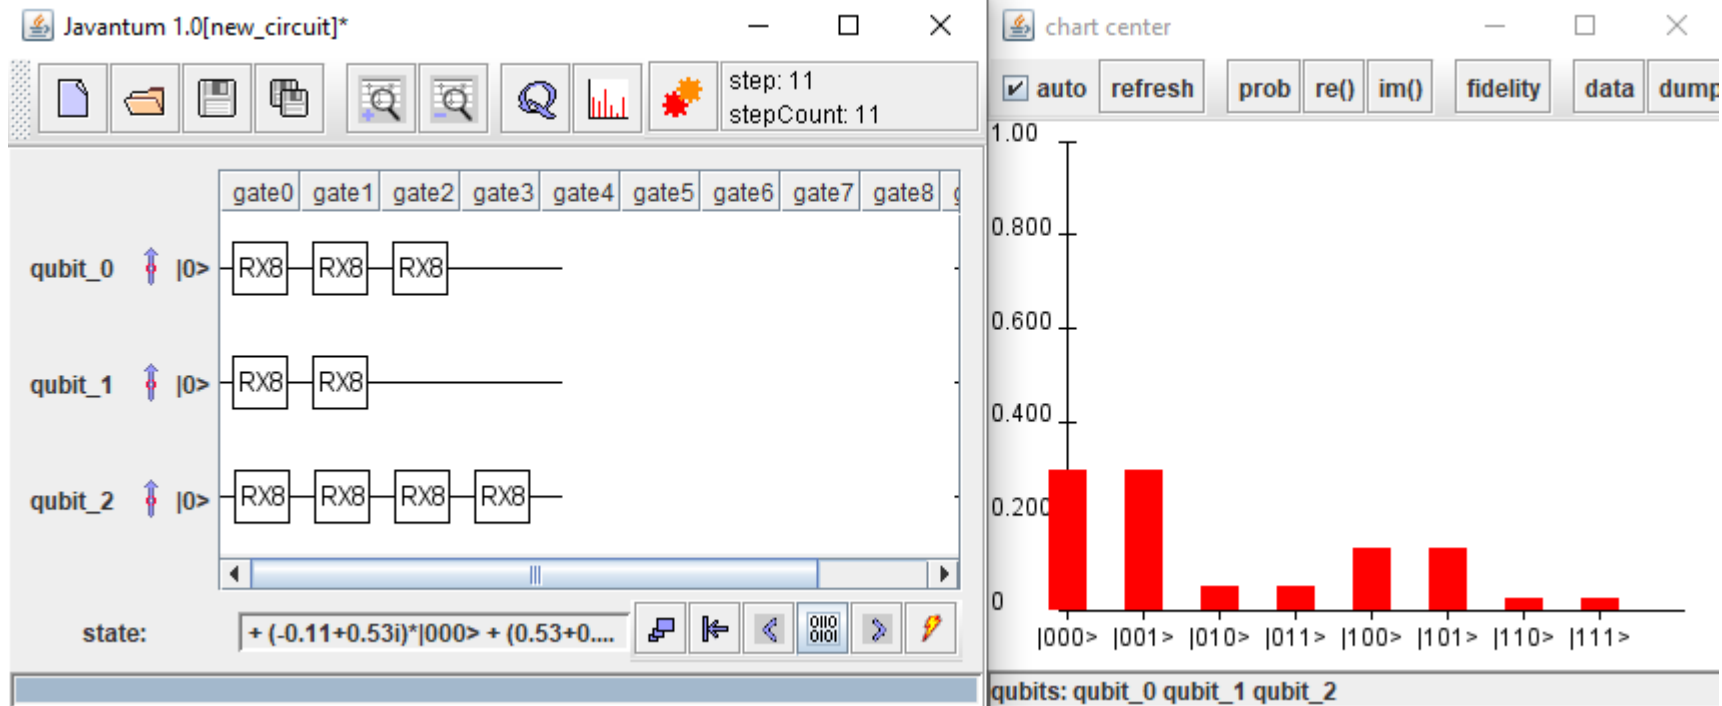 Javantum 1.0[new_circuit]*
step: 11
stepCount: 11
gate0 gate1 gate2 gate3 gate4 gate5 gate6 gate7 gate8
qubit_0 |0> RX8 RX8 RX8
qubit_1 |0> RX8 RX8
qubit_2 |0> RX8 RX8 RX8 RX8
state: + (-0.11+0.53i)*|000> + (0.53+0....
0110
0101
chart center
auto refresh prob re() im() fidelity data dump
1.00
0.800
0.600
0.400
0.200
0
|000> |001> |010> |011> |100> |101> |110> |111>
qubits: qubit_0 qubit_1 qubit_2